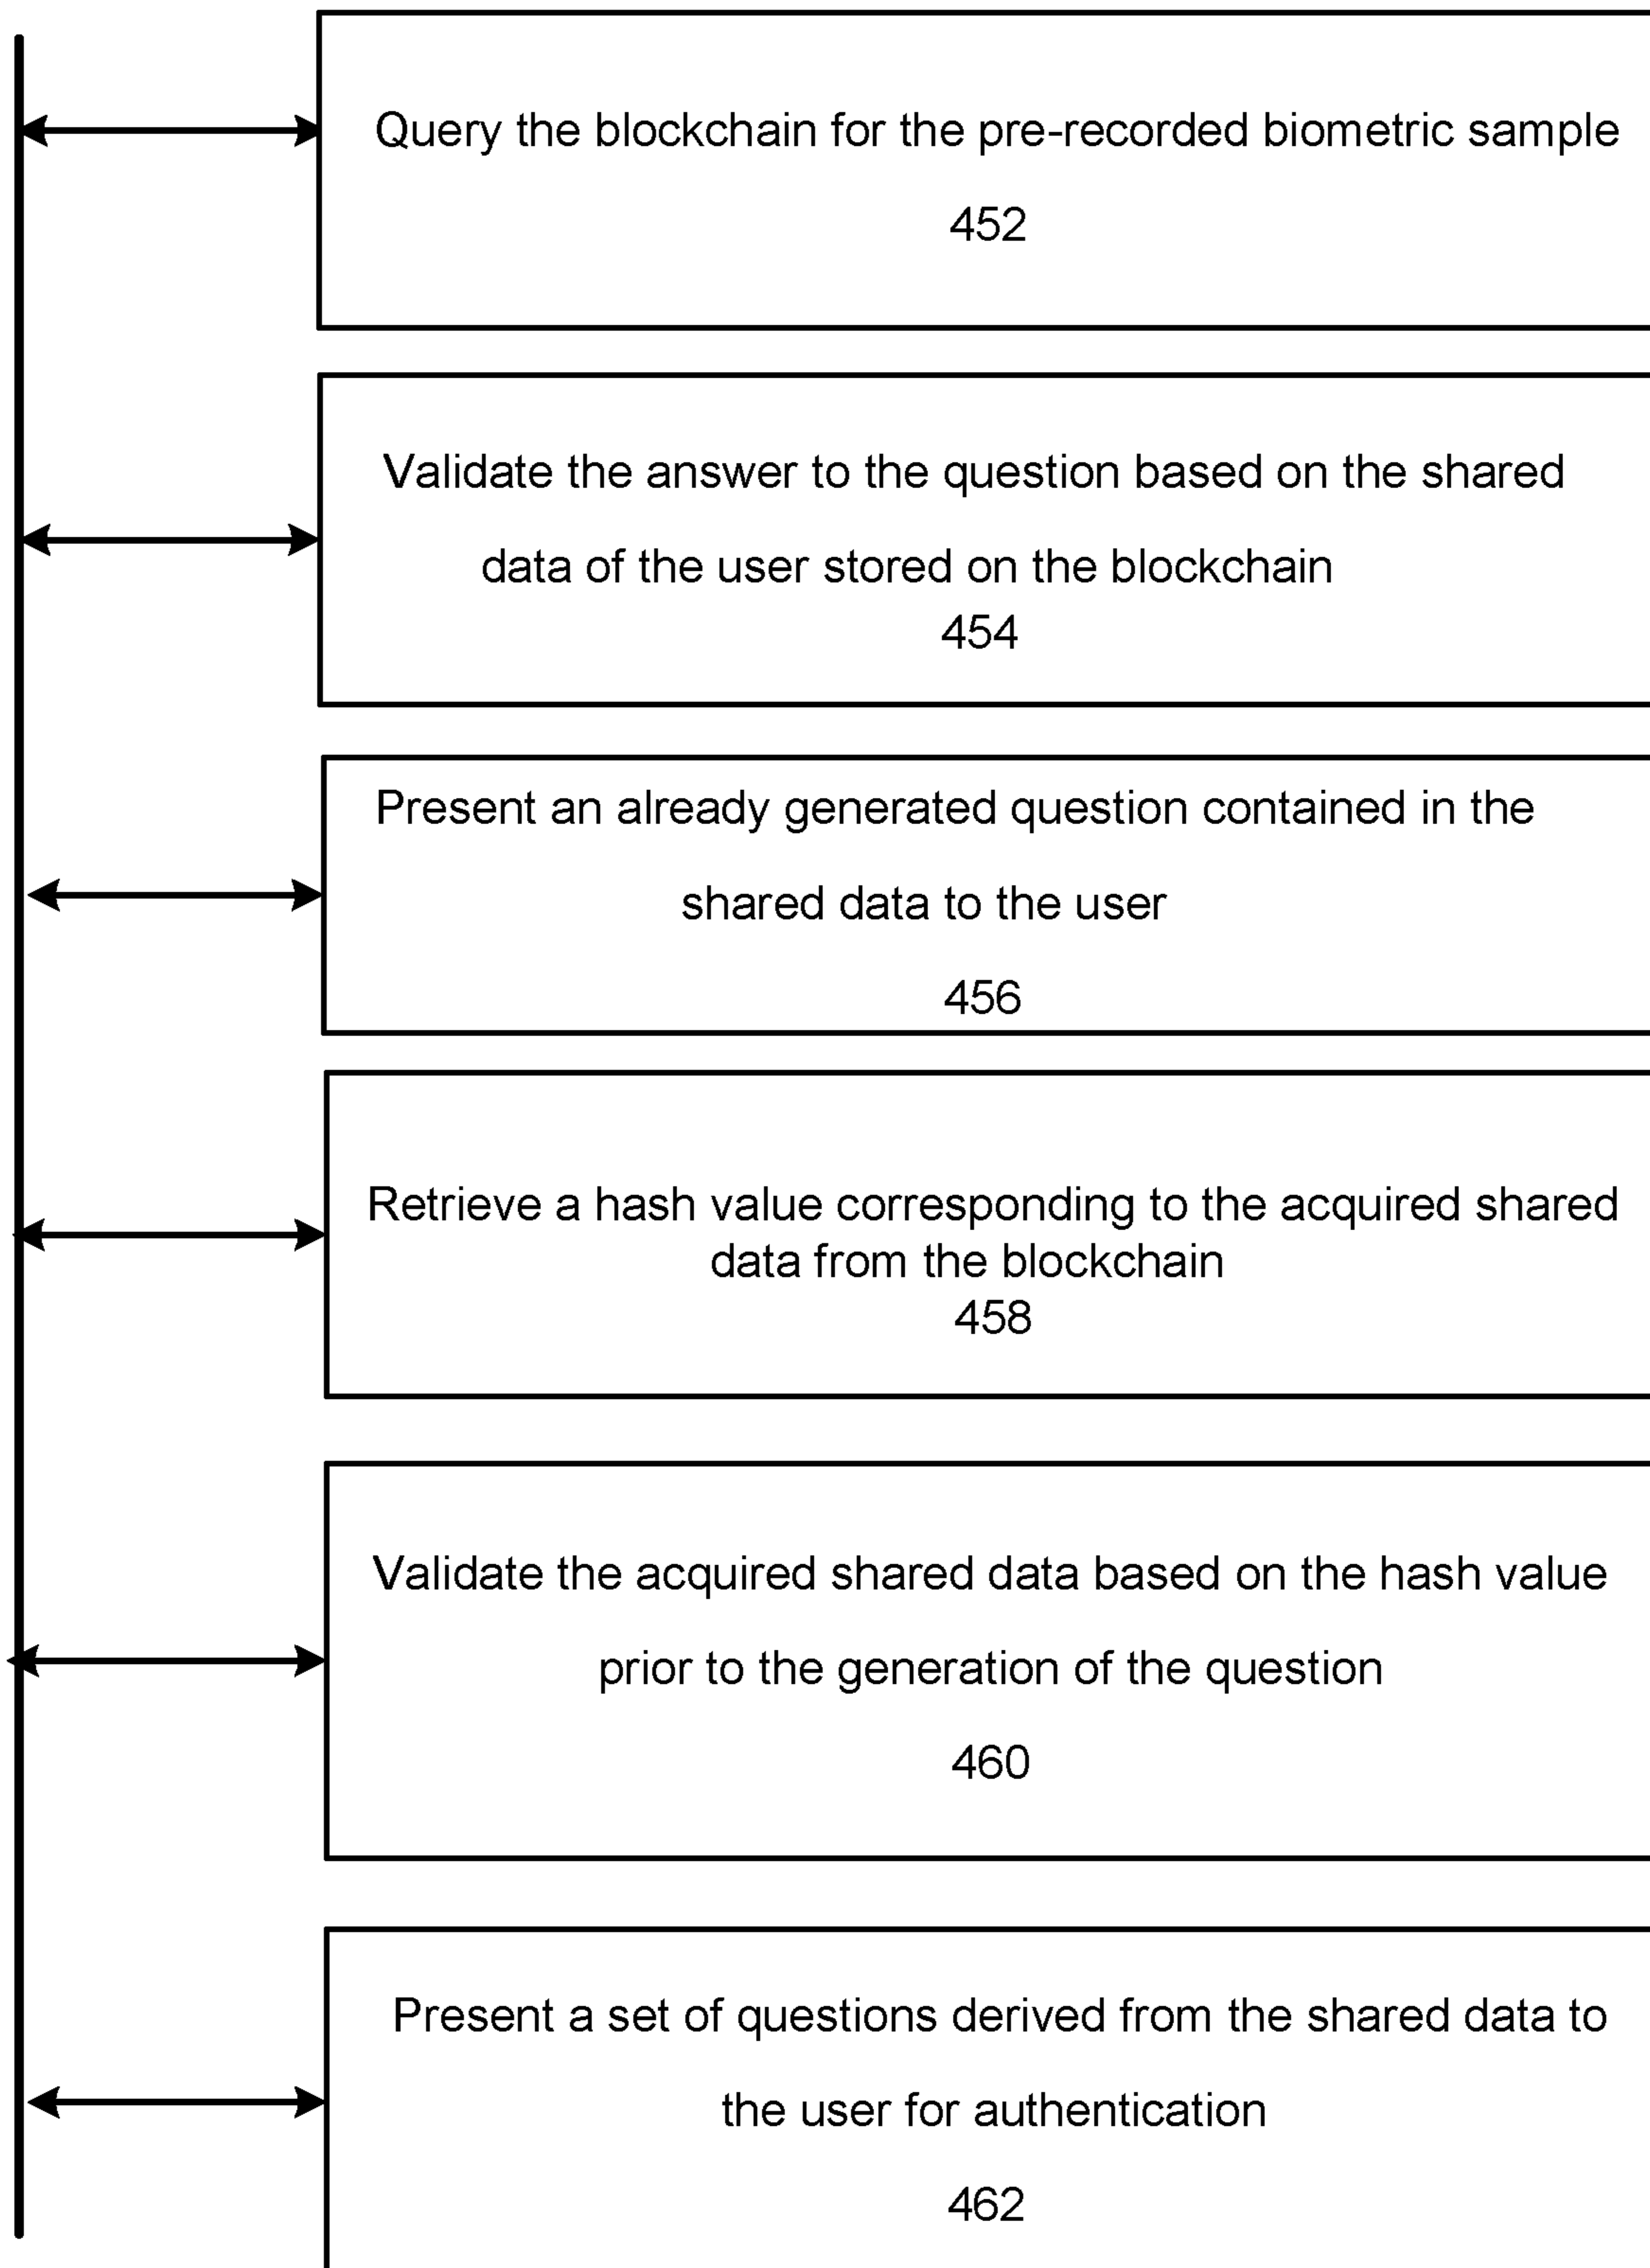 Query the blockchain for the pre-recorded biometric sample
452
Validate the answer to the question based on the shared
data of the user stored on the blockchain
454
Present an already generated question contained in the
shared data to the user
456
Retrieve a hash value corresponding to the acquired shared
data from the blockchain
458
Validate the acquired shared data based on the hash value
prior to the generation of the question
460
Present a set of questions derived from the shared data to
the user for authentication
462